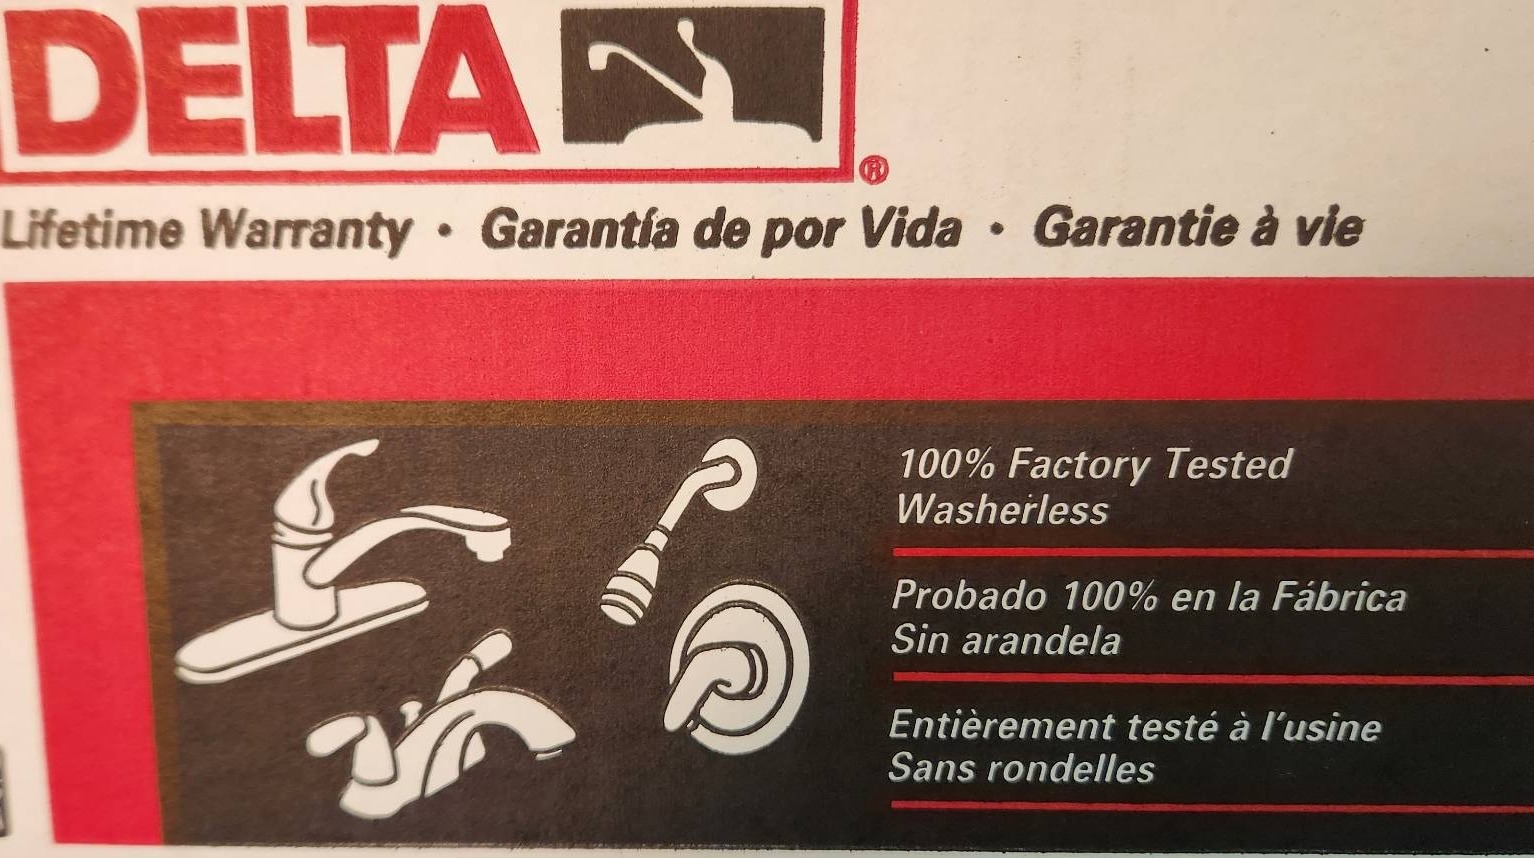 DELTA
®
Lifetime Warranty • Garantía de por Vida • Garantie à vie
100% Factory Tested
Washerless
Probado 100% en la Fábrica
Sin arandela
Entièrement testé à l'usine
Sans rondelles